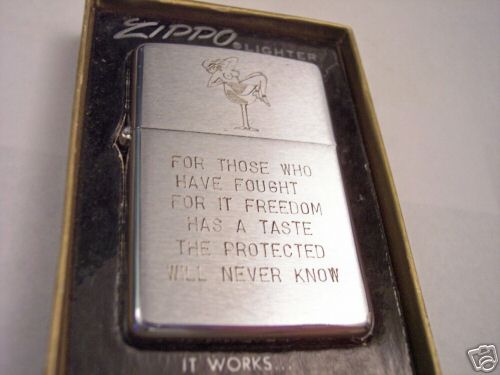 ZIPPO ® LIGHTER
FOR THOSE WHO
HAVE FOUGHT
FOR IT FREEDOM
HAS A TASTE
THE PROTECTED
WILL NEVER KNOW
IT WORKS...
ebay